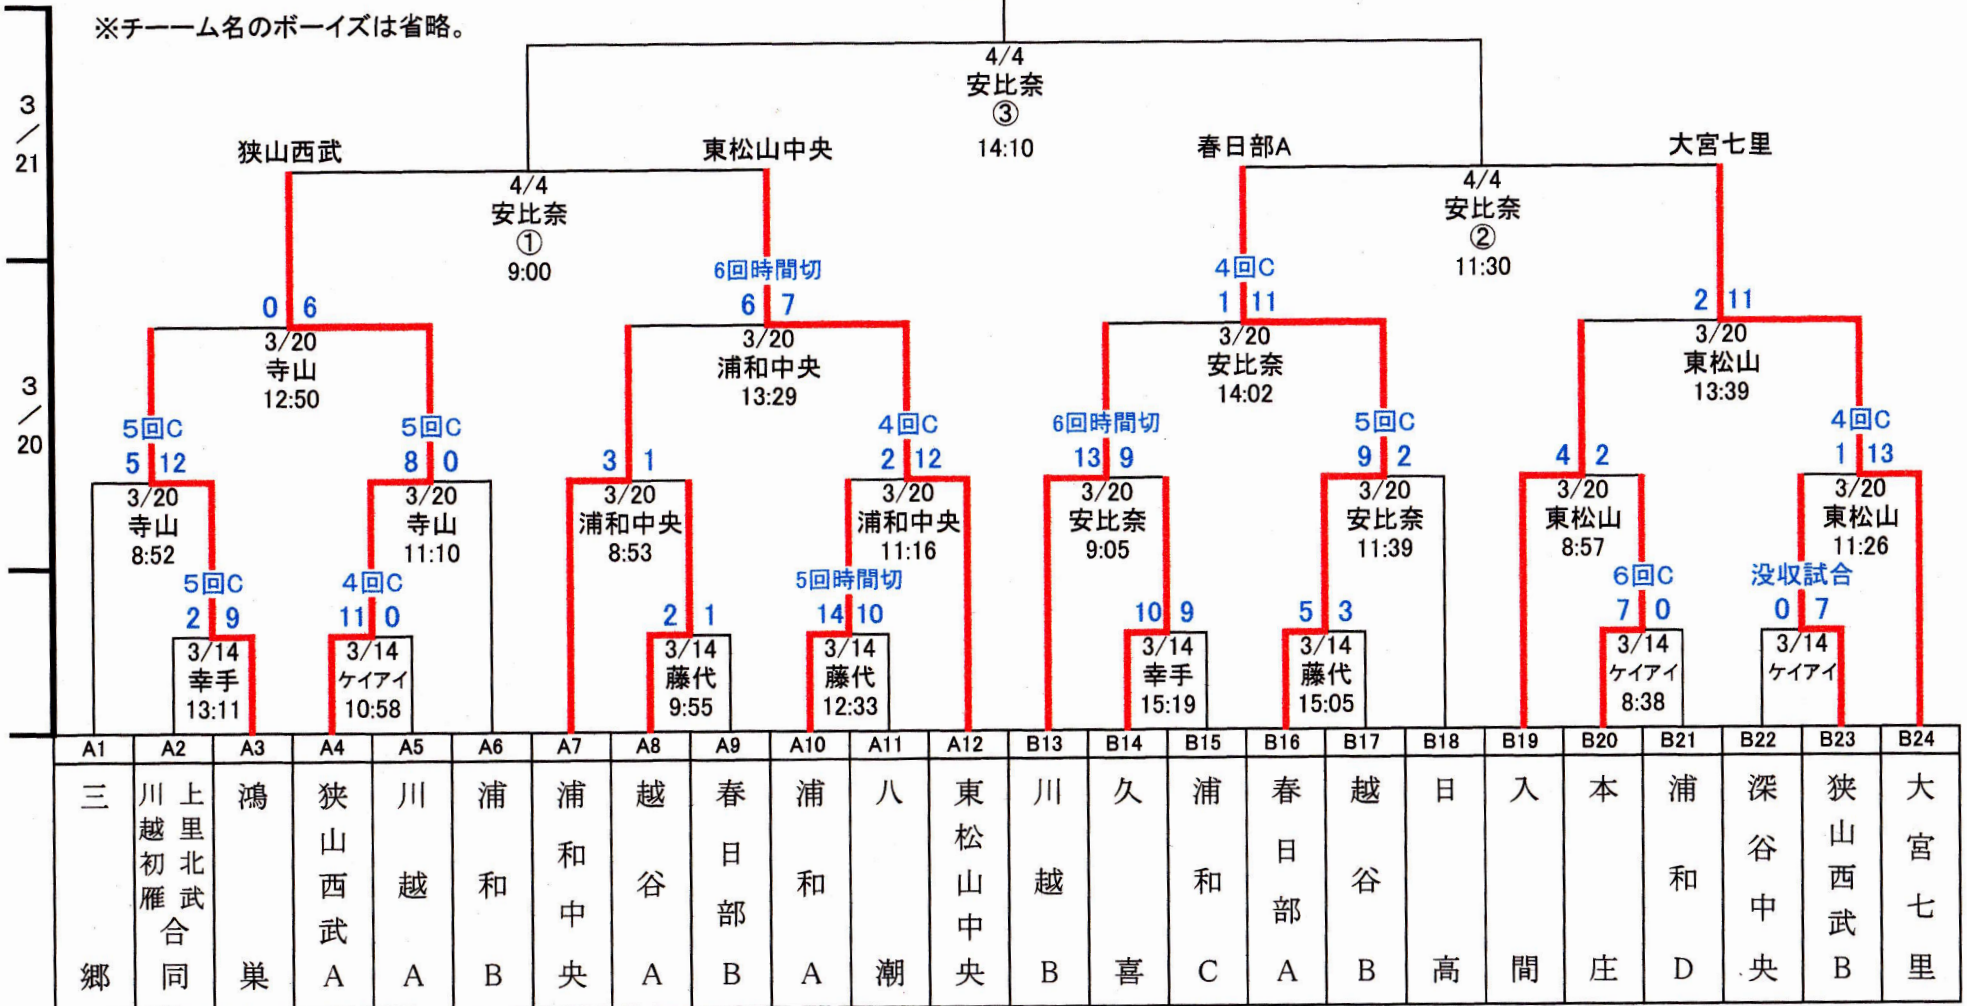 ※チーーム名のボーイズは省略。
4/4
安比奈
③
14:10
3/21
狭山西武
東松山中央
春日部A
大宮七里
4/4
安比奈
①
9:00
4/4
安比奈
②
11:30
6回時間切
4回C
0 6
6 7
1 11
2 11
3/20
寺山
12:50
3/20
浦和中央
13:29
3/20
安比奈
14:02
3/20
東松山
13:39
3/20
5回C
5回C
4回C
6回時間切
5回C
4回C
5 12
8 0
3 1
2 12
13 9
9 2
4 2
1 13
3/20
寺山
8:52
3/20
寺山
11:10
3/20
浦和中央
8:53
3/20
浦和中央
11:16
3/20
安比奈
9:05
3/20
安比奈
11:39
3/20
東松山
8:57
3/20
東松山
11:26
5回C
4回C
5回時間切
6回C
没収試合
2 9
11 0
2 1
14 10
10 9
5 3
7 0
0 7
3/14
幸手
13:11
3/14
ケイアイ
10:58
3/14
藤代
9:55
3/14
藤代
12:33
3/14
幸手
15:19
3/14
藤代
15:05
3/14
ケイアイ
8:38
3/14
ケイアイ
A1 A2 A3 A4 A5 A6 A7 A8 A9 A10 A11 A12 B13 B14 B15 B16 B17 B18 B19 B20 B21 B22 B23 B24
三郷
上里北武
川越初雁
合同
鴻巣
狭山西武A
川越A
浦和B
浦和中央
越谷A
春日部B
浦和A
八潮
東松山中央
川越B
久喜
浦和C
春日部A
越谷B
日高
入間
本庄
浦和D
深谷中央
狭山西武B
大宮七里